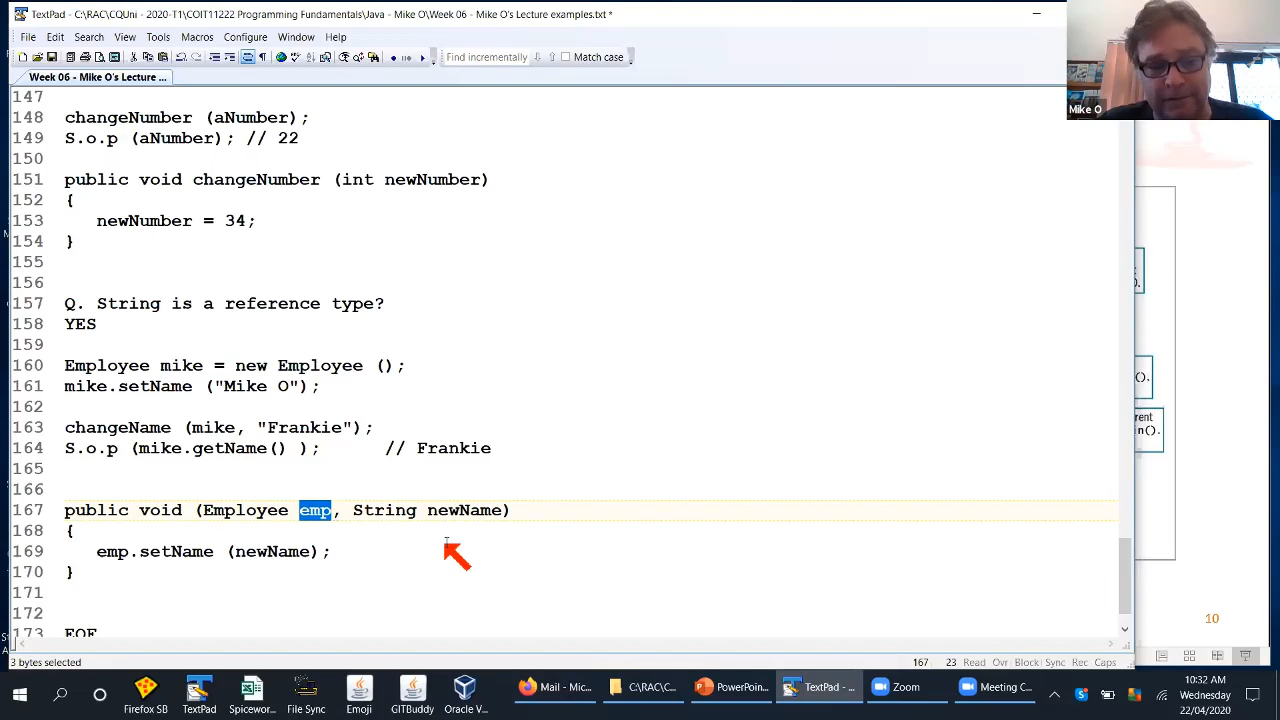 TextPad - C:\RAC\CQUni - 2020-T1\COIT11222 Programming Fundamentals\Java - Mike O\Week 06 - Mike O's Lecture examples.txt *
File Edit Search View Tools Macros Configure Window Help
Find incrementally Match case
Week 06 - Mike O's Lecture ...
Mike O
147
148 changeNumber (aNumber);
149 S.o.p (aNumber); // 22
150
151 public void changeNumber (int newNumber)
152 {
153 newNumber = 34;
154 }
155
156
157 Q. String is a reference type?
158 YES
159
160 Employee mike = new Employee ();
161 mike.setName ("Mike O");
162
163 changeName (mike, "Frankie");
164 S.o.p (mike.getName() ); // Frankie
165
166
167 public void (Employee emp, String newName)
168 {
169 emp.setName (newName);
170 }
171
172
173 EOF
().
rent
n().
10
3 bytes selected 167 23 Read Ovr Block Sync Rec Caps
Firefox SB TextPad Spicewor... File Sync Emoji GITBuddy Oracle V... Mail - Mic... C:\RAC\C... PowerPoin... TextPad - ... Zoom Meeting C...
10:32 AM
Wednesday
22/04/2020